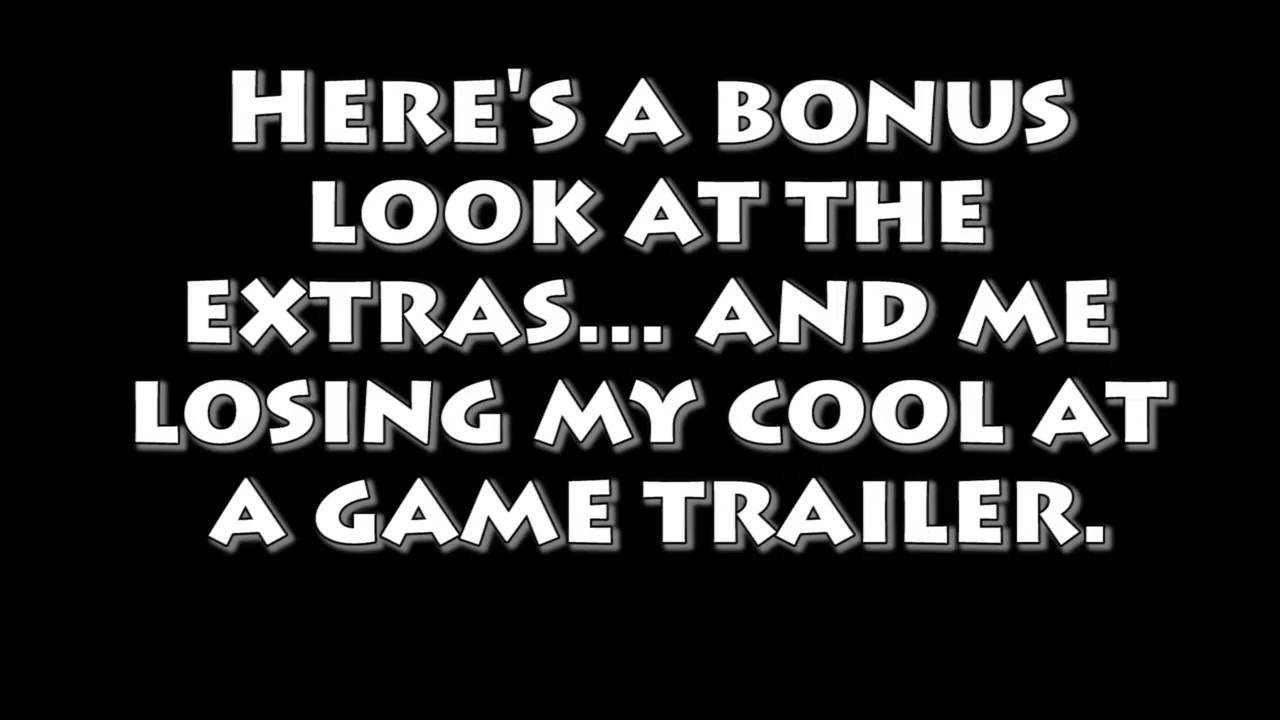 Here's a bonus
look at the
extras... and me
losing my cool at
a game trailer.